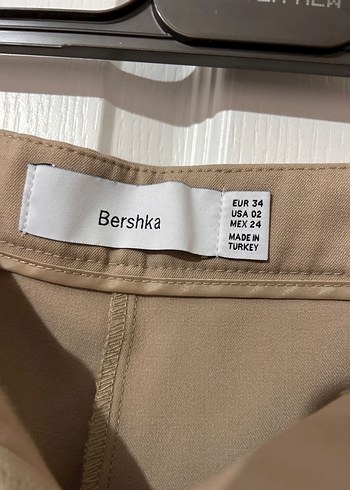 Bershka
EUR 34
USA 02
MEX 24
MADE IN
TURKEY